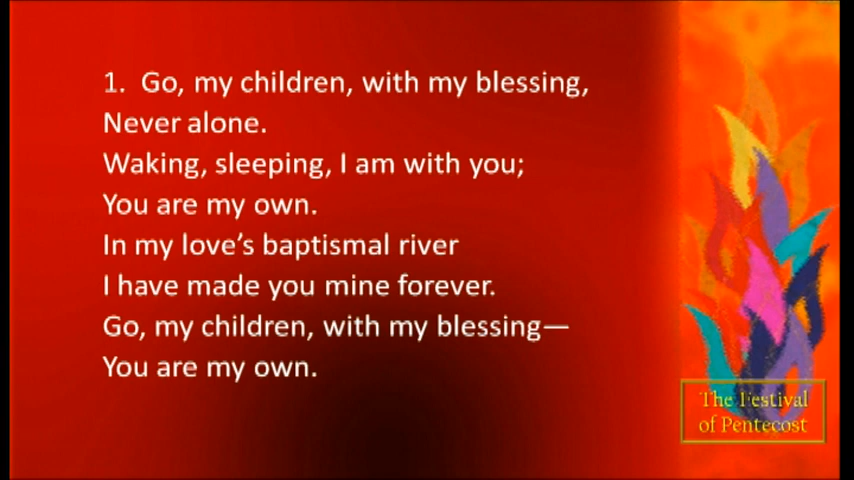 1. Go, my children, with my blessing,
Never alone.
Waking, sleeping, I am with you;
You are my own.
In my love’s baptismal river
I have made you mine forever.
Go, my children, with my blessing—
You are my own.
The Festival
of Pentecost